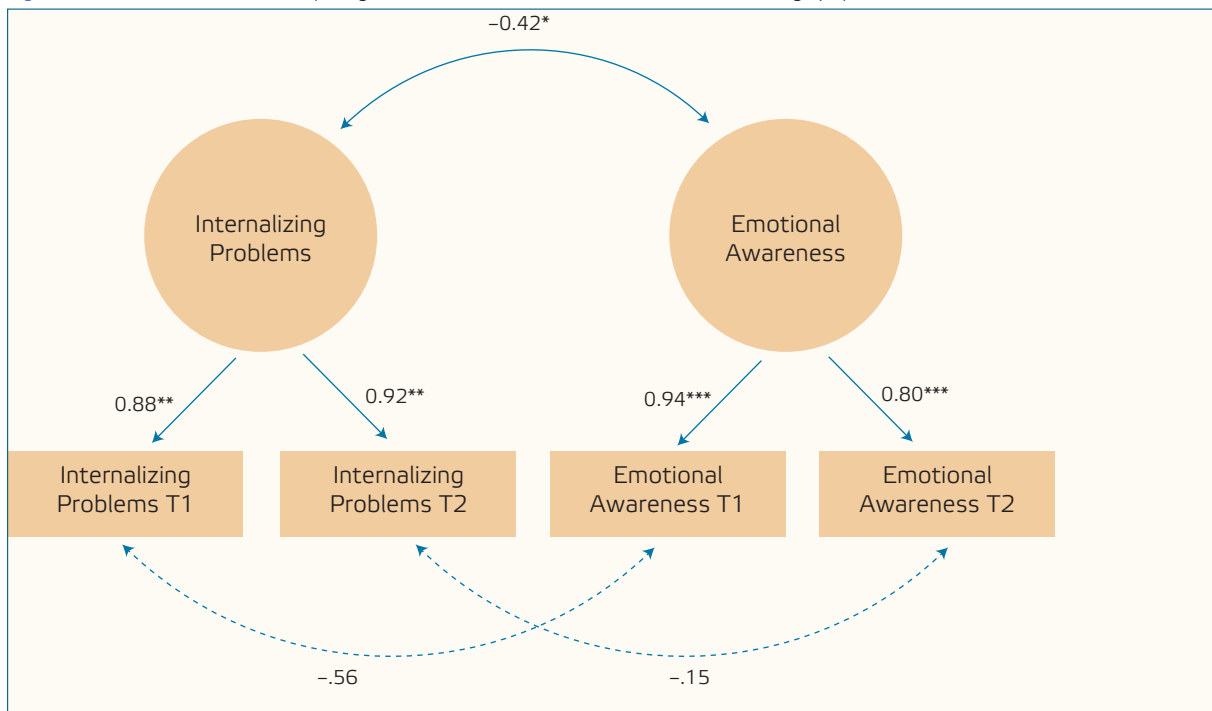 −0.42*
Internalizing
Problems
Emotional
Awareness
0.88**
0.92**
0.94***
0.80***
Internalizing
Problems T1
Internalizing
Problems T2
Emotional
Awareness T1
Emotional
Awareness T2
−.56
−.15